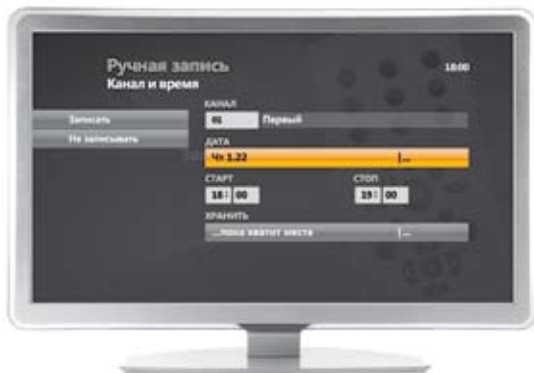 Ручная запись
Канал и время
18:00
Записать
Не записывать
КАНАЛ
01 Первый
ДАТА
Чт 1.22 |...
СТАРТ
18: 00
СТОП
19: 00
ХРАНИТЬ
...пока хватит места |...